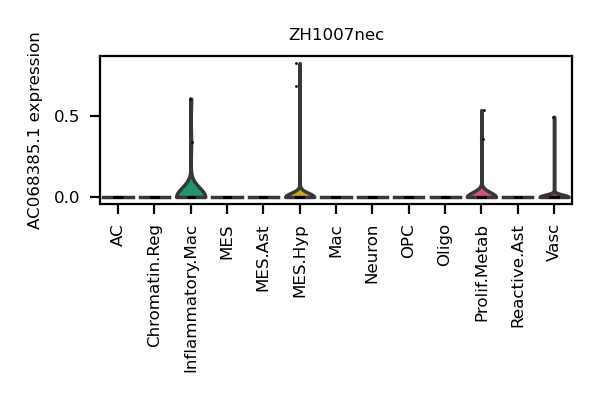 ZH1007nec
AC068385.1 expression
0.5
0.0
AC
Chromatin.Reg
Inflammatory.Mac
MES
MES.Ast
MES.Hyp
Mac
Neuron
OPC
Oligo
Prolif.Metab
Reactive.Ast
Vasc